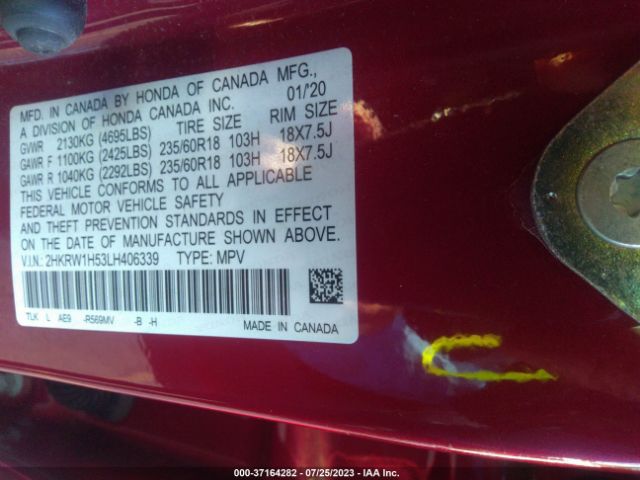 MFD. IN CANADA BY HONDA OF CANADA MFG.,
A DIVISION OF HONDA CANADA INC. 01/'20
GVWR 2130KG (4695LBS) TIRE SIZE RIM SIZE
GAWR F 1100KG (2425LBS) 235/60R18 103H 18X7.5J
GAWR R 1040KG (2292LBS) 235/60R18 103H 18X7.5J
THIS VEHICLE CONFORMS TO ALL APPLICABLE
FEDERAL MOTOR VEHICLE SAFETY
AND THEFT PREVENTION STANDARDS IN EFFECT
ON THE DATE OF MANUFACTURE SHOWN ABOVE.
V.I.N.: 2HKRW1H53LH406339 TYPE: MPV
TLK L AE9 -R569MV -B -H
MADE IN CANADA
000-37164282 - 07/25/2023 - IAA Inc.